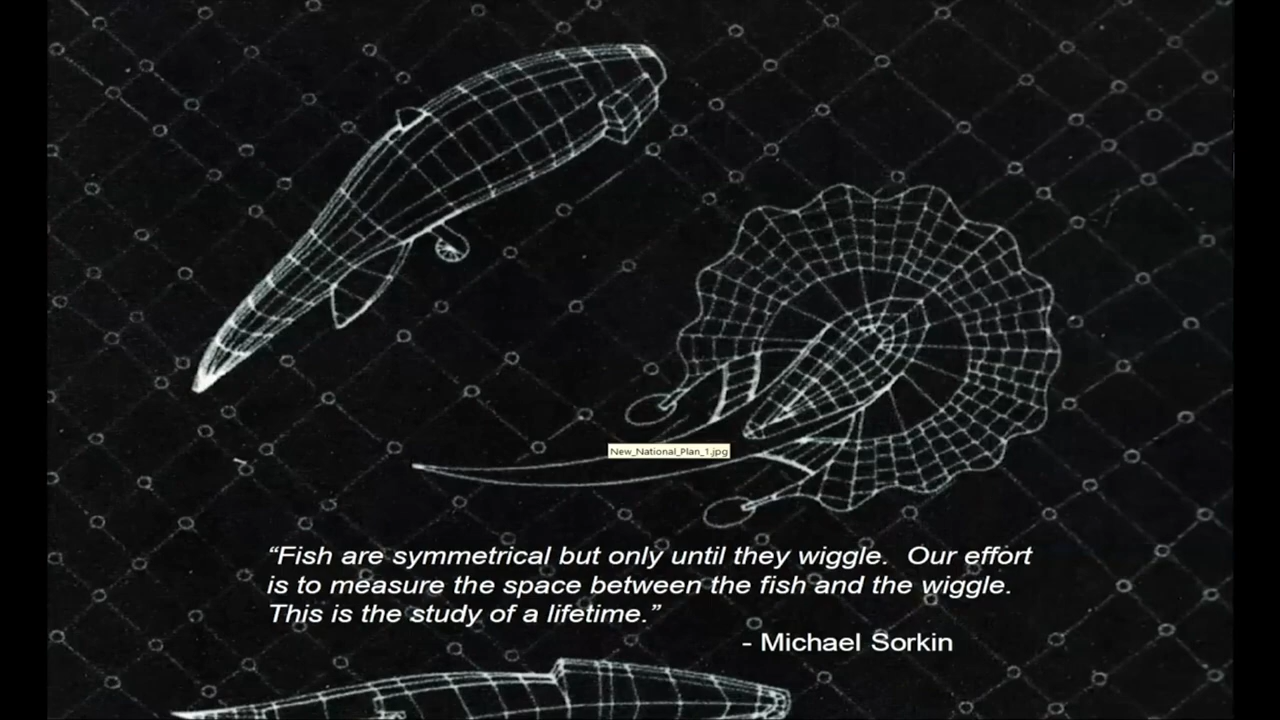 New_National_Plan_1.jpg
“Fish are symmetrical but only until they wiggle.  Our effort
is to measure the space between the fish and the wiggle.
This is the study of a lifetime.”
- Michael Sorkin